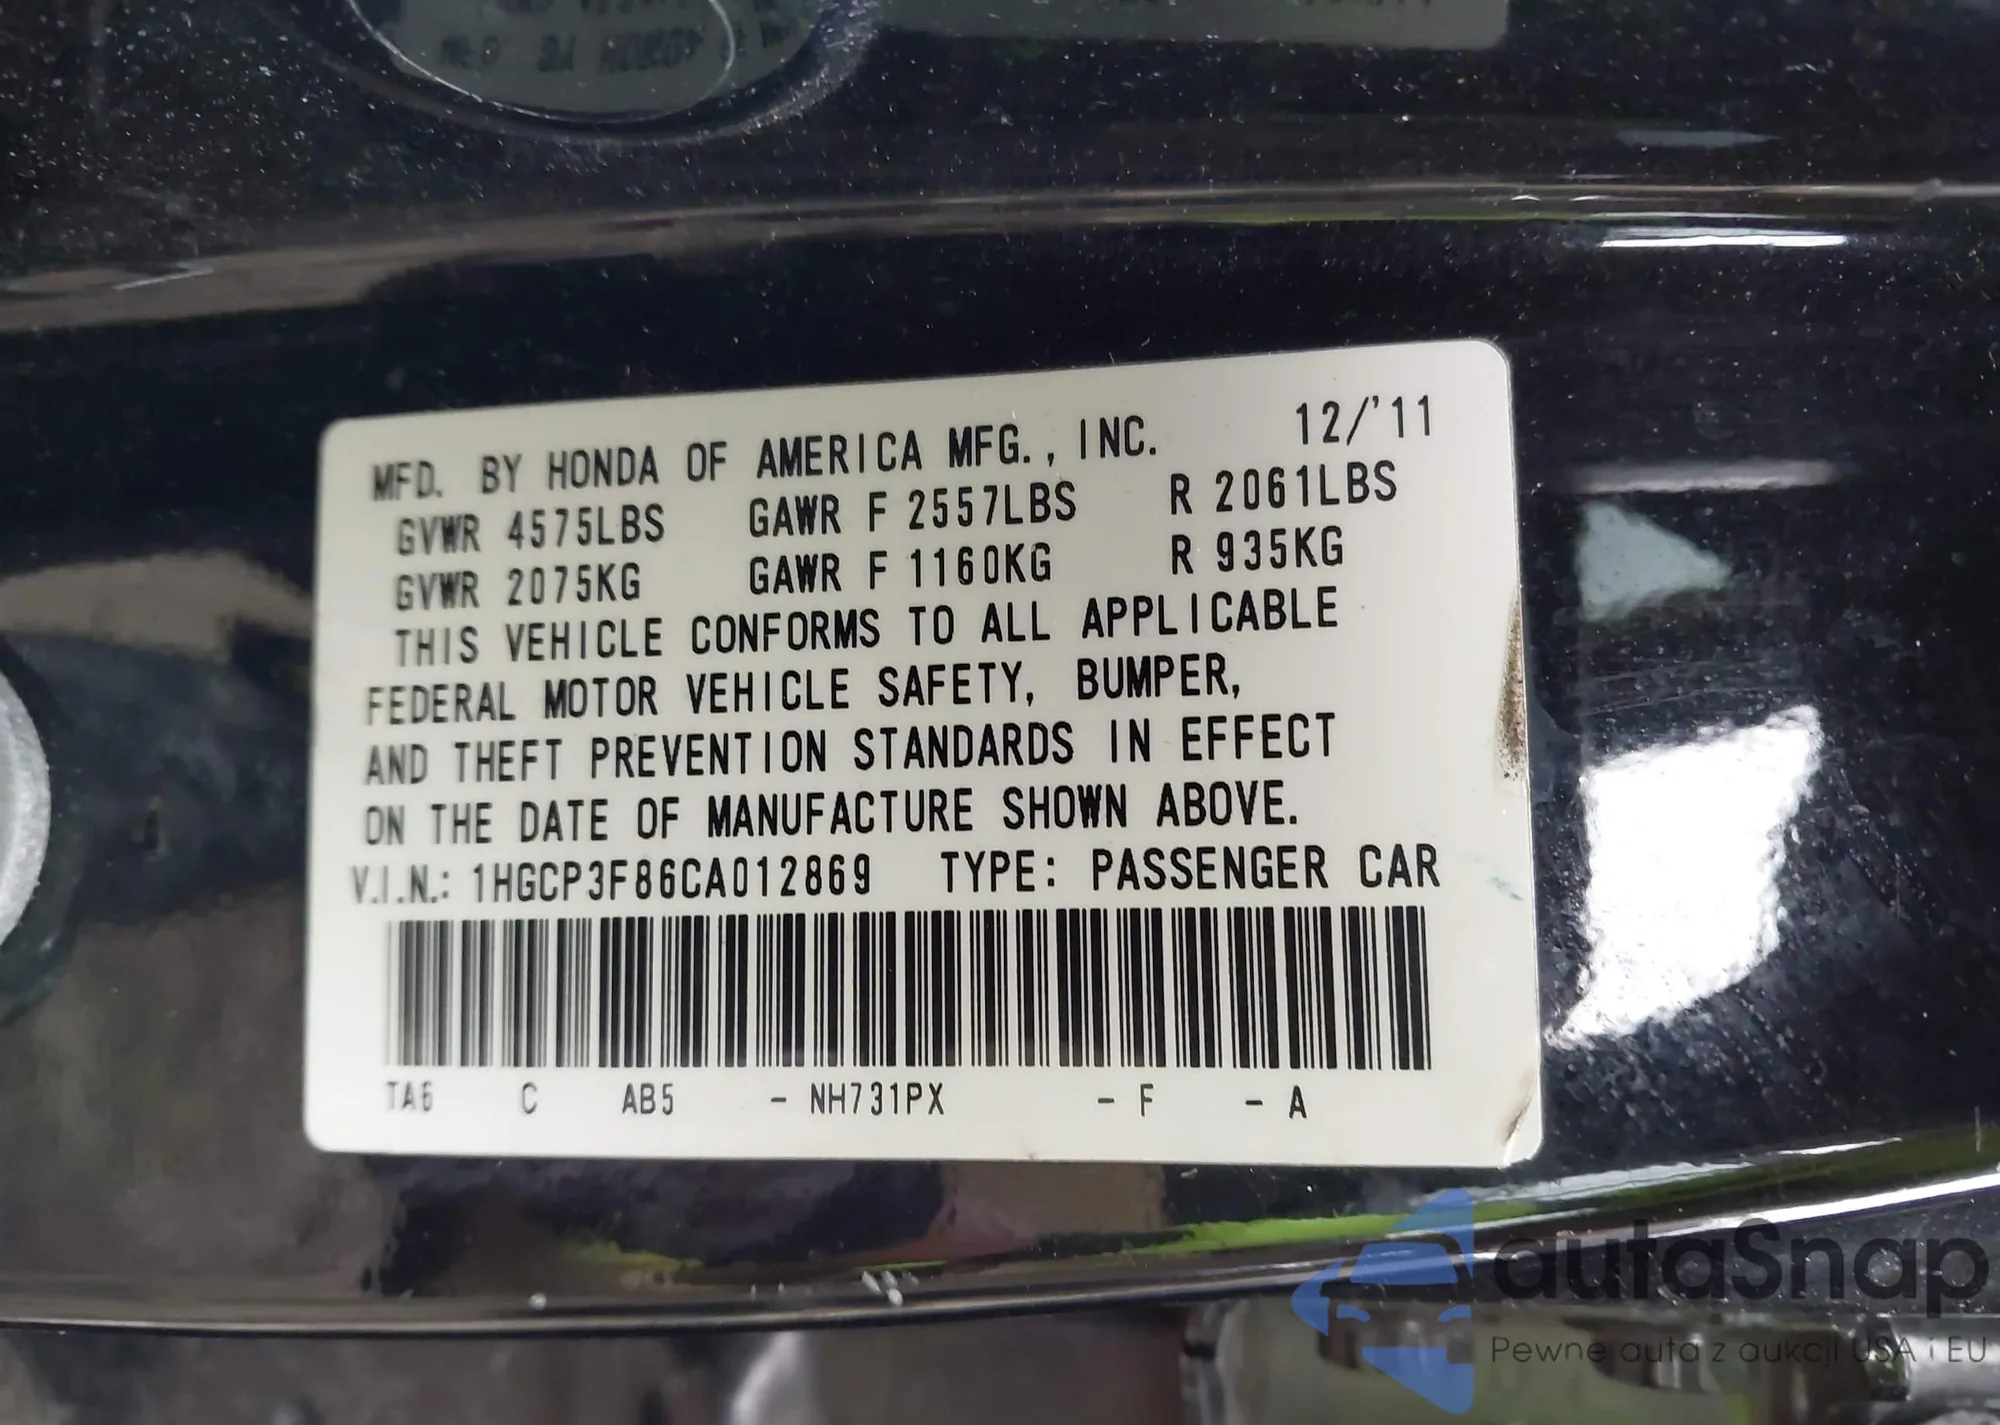 MFD. BY HONDA OF AMERICA MFG., INC. 12/'11
GVWR 4575LBS GAWR F 2557LBS R 2061LBS
GVWR 2075KG GAWR F 1160KG R 935KG
THIS VEHICLE CONFORMS TO ALL APPLICABLE
FEDERAL MOTOR VEHICLE SAFETY, BUMPER,
AND THEFT PREVENTION STANDARDS IN EFFECT
ON THE DATE OF MANUFACTURE SHOWN ABOVE.
V.I.N.: 1HGCP3F86CA012869 TYPE: PASSENGER CAR
TA6 C AB5 - NH731PX - F - A
autaSnap
Pewne auta z aukcji USA i EU